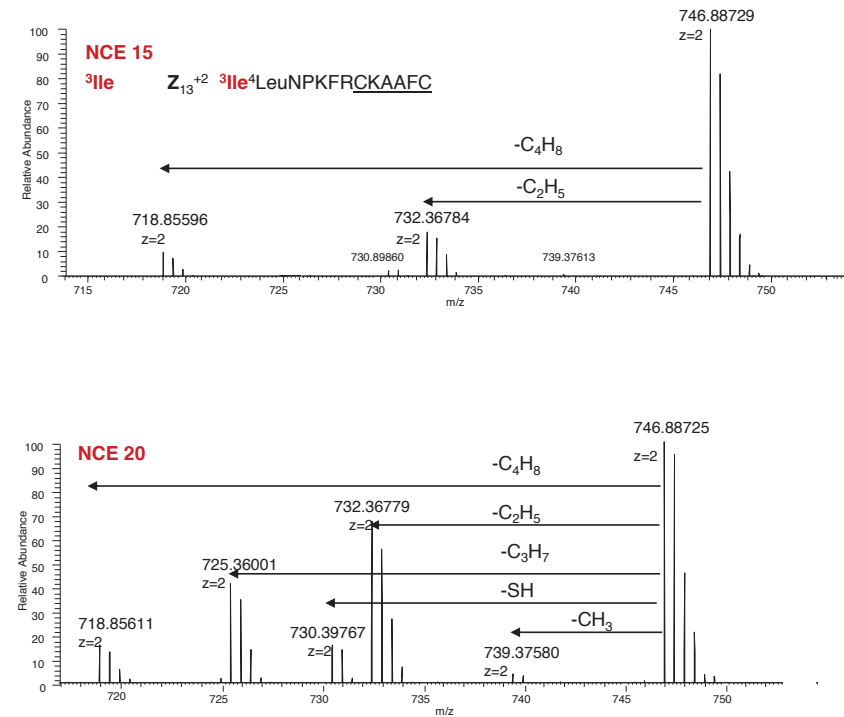 746.88729
z=2
NCE 15
³Ile Z₁₃⁺² ³Ile⁴LeuNPKFRCKAAFC
-C₄H₈
-C₂H₅
718.85596
z=2
732.36784
z=2
730.89860
739.37613
Relative Abundance
100
90
80
70
60
50
40
30
20
10
0
715 720 725 730 735 740 745 750
m/z
746.88725
z=2
NCE 20
-C₄H₈
732.36779
z=2
-C₂H₅
725.36001
z=2
-C₃H₇
-SH
718.85611
z=2
730.39767
z=2
-CH₃
739.37580
z=2
Relative Abundance
100
90
80
70
60
50
40
30
20
10
0
720 725 730 735 740 745 750
m/z